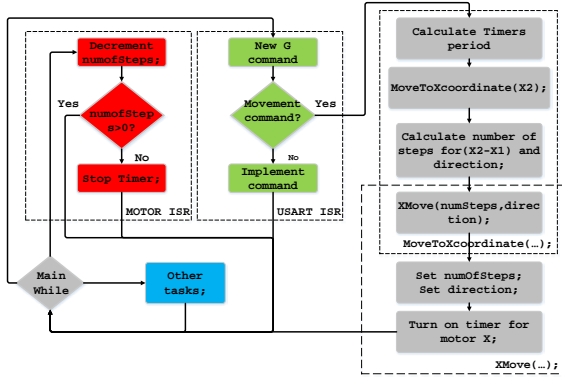 Decrement
numofSteps;
Yes
numofStep
s>0?
No
Stop Timer;
MOTOR ISR
New G
command
Movement
command?
Yes
No
Implement
command
USART ISR
Calculate Timers
period
MoveToXcoordinate(X2);
Calculate number of
steps for(X2-X1) and
direction;
XMove(numSteps,direc
tion);
MoveToXcoordinate(…);
Set numOfSteps;
Set direction;
Turn on timer for
motor X;
XMove(…);
Main
While
Other
tasks;